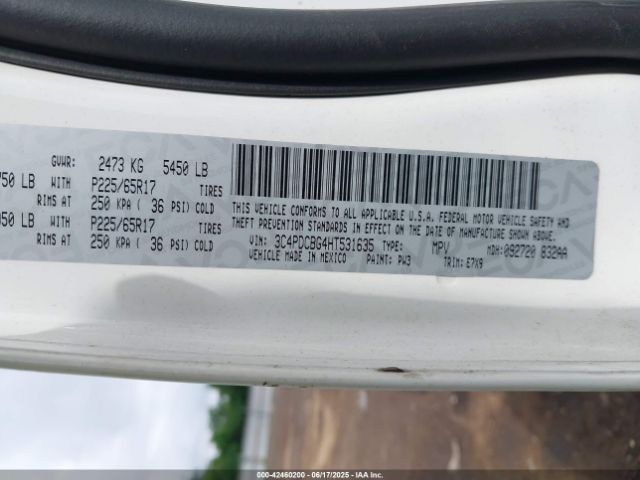 GVWR: 2473 KG 5450 LB
750 LB WITH P225/65R17 TIRES
RIMS AT 250 KPA ( 36 PSI) COLD
950 LB WITH P225/65R17 TIRES
RIMS AT 250 KPA ( 36 PSI) COLD
THIS VEHICLE CONFORMS TO ALL APPLICABLE U.S.A. FEDERAL MOTOR VEHICLE SAFETY AND
THEFT PREVENTION STANDARDS IN EFFECT ON THE DATE OF MANUFACTURE SHOWN ABOVE.
VIN: 3C4PDCBG4HT531635 TYPE: MPV MDH: 092720 832AA
VEHICLE MADE IN MEXICO PAINT: PW3 TRIM: E7X9
000-42460200 - 06/17/2025 - IAA Inc.